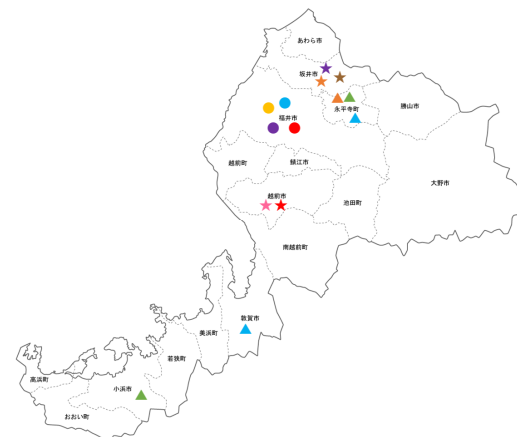 あわら市
坂井市
永平寺町
勝山市
福井市
越前町
鯖江市
大野市
越前市
池田町
南越前町
敦賀市
美浜町
若狭町
高浜町
小浜市
おおい町